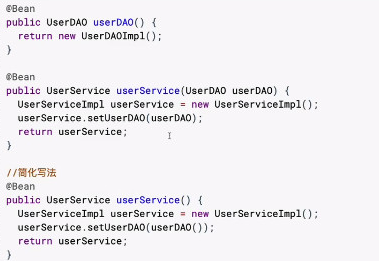 @Bean
public UserDAO userDAO() {
  return new UserDAOImpl();
}

@Bean
public UserService userService(UserDAO userDAO) {
  UserServiceImpl userService = new UserServiceImpl();
  userService.setUserDAO(userDAO);
  return userService;
}

//简化写法
@Bean
public UserService userService() {
  UserServiceImpl userService = new UserServiceImpl();
  userService.setUserDAO(userDAO());
  return userService;
}